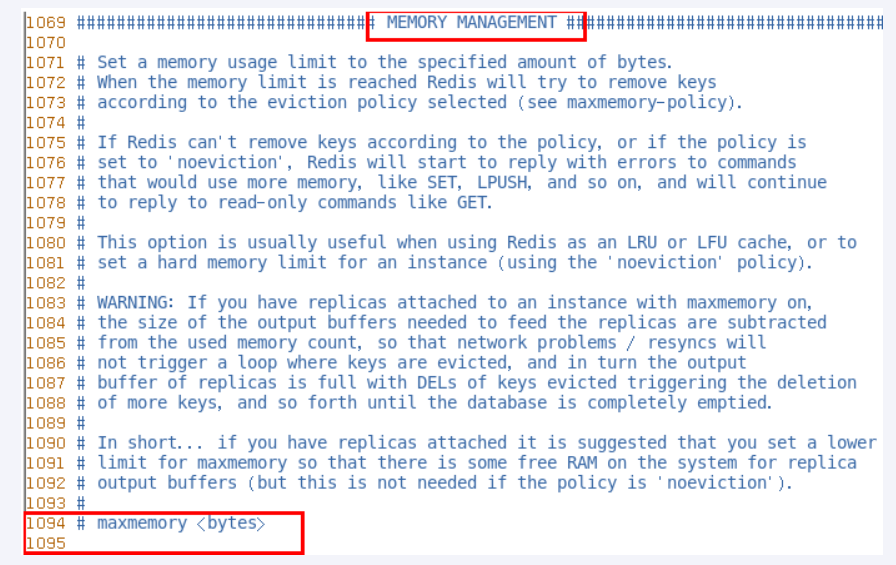 1069 ############################## MEMORY MANAGEMENT ################################
1070
1071 # Set a memory usage limit to the specified amount of bytes.
1072 # When the memory limit is reached Redis will try to remove keys
1073 # according to the eviction policy selected (see maxmemory-policy).
1074 #
1075 # If Redis can't remove keys according to the policy, or if the policy is
1076 # set to 'noeviction', Redis will start to reply with errors to commands
1077 # that would use more memory, like SET, LPUSH, and so on, and will continue
1078 # to reply to read-only commands like GET.
1079 #
1080 # This option is usually useful when using Redis as an LRU or LFU cache, or to
1081 # set a hard memory limit for an instance (using the 'noeviction' policy).
1082 #
1083 # WARNING: If you have replicas attached to an instance with maxmemory on,
1084 # the size of the output buffers needed to feed the replicas are subtracted
1085 # from the used memory count, so that network problems / resyncs will
1086 # not trigger a loop where keys are evicted, and in turn the output
1087 # buffer of replicas is full with DELs of keys evicted triggering the deletion
1088 # of more keys, and so forth until the database is completely emptied.
1089 #
1090 # In short... if you have replicas attached it is suggested that you set a lower
1091 # limit for maxmemory so that there is some free RAM on the system for replica
1092 # output buffers (but this is not needed if the policy is 'noeviction').
1093 #
1094 # maxmemory <bytes>
1095